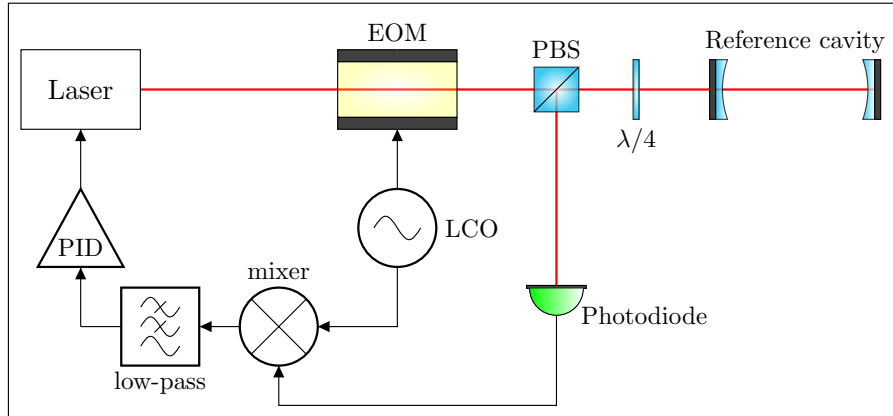 EOM
Reference cavity
PBS
Laser
λ/4
LCO
PID
mixer
Photodiode
low-pass